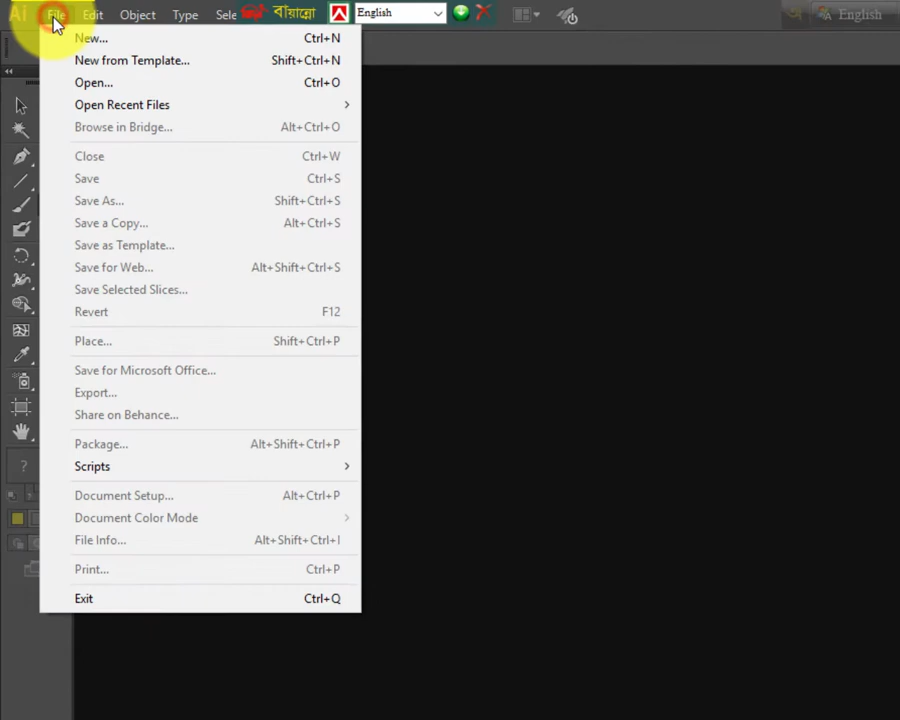 Ai File Edit Object Type Sele বায়ান্নো English English
New... Ctrl+N
New from Template... Shift+Ctrl+N
Open... Ctrl+O
Open Recent Files
Browse in Bridge... Alt+Ctrl+O
Close Ctrl+W
Save Ctrl+S
Save As... Shift+Ctrl+S
Save a Copy... Alt+Ctrl+S
Save as Template...
Save for Web... Alt+Shift+Ctrl+S
Save Selected Slices...
Revert F12
Place... Shift+Ctrl+P
Save for Microsoft Office...
Export...
Share on Behance...
Package... Alt+Shift+Ctrl+P
Scripts
Document Setup... Alt+Ctrl+P
Document Color Mode
File Info... Alt+Shift+Ctrl+I
Print... Ctrl+P
Exit Ctrl+Q